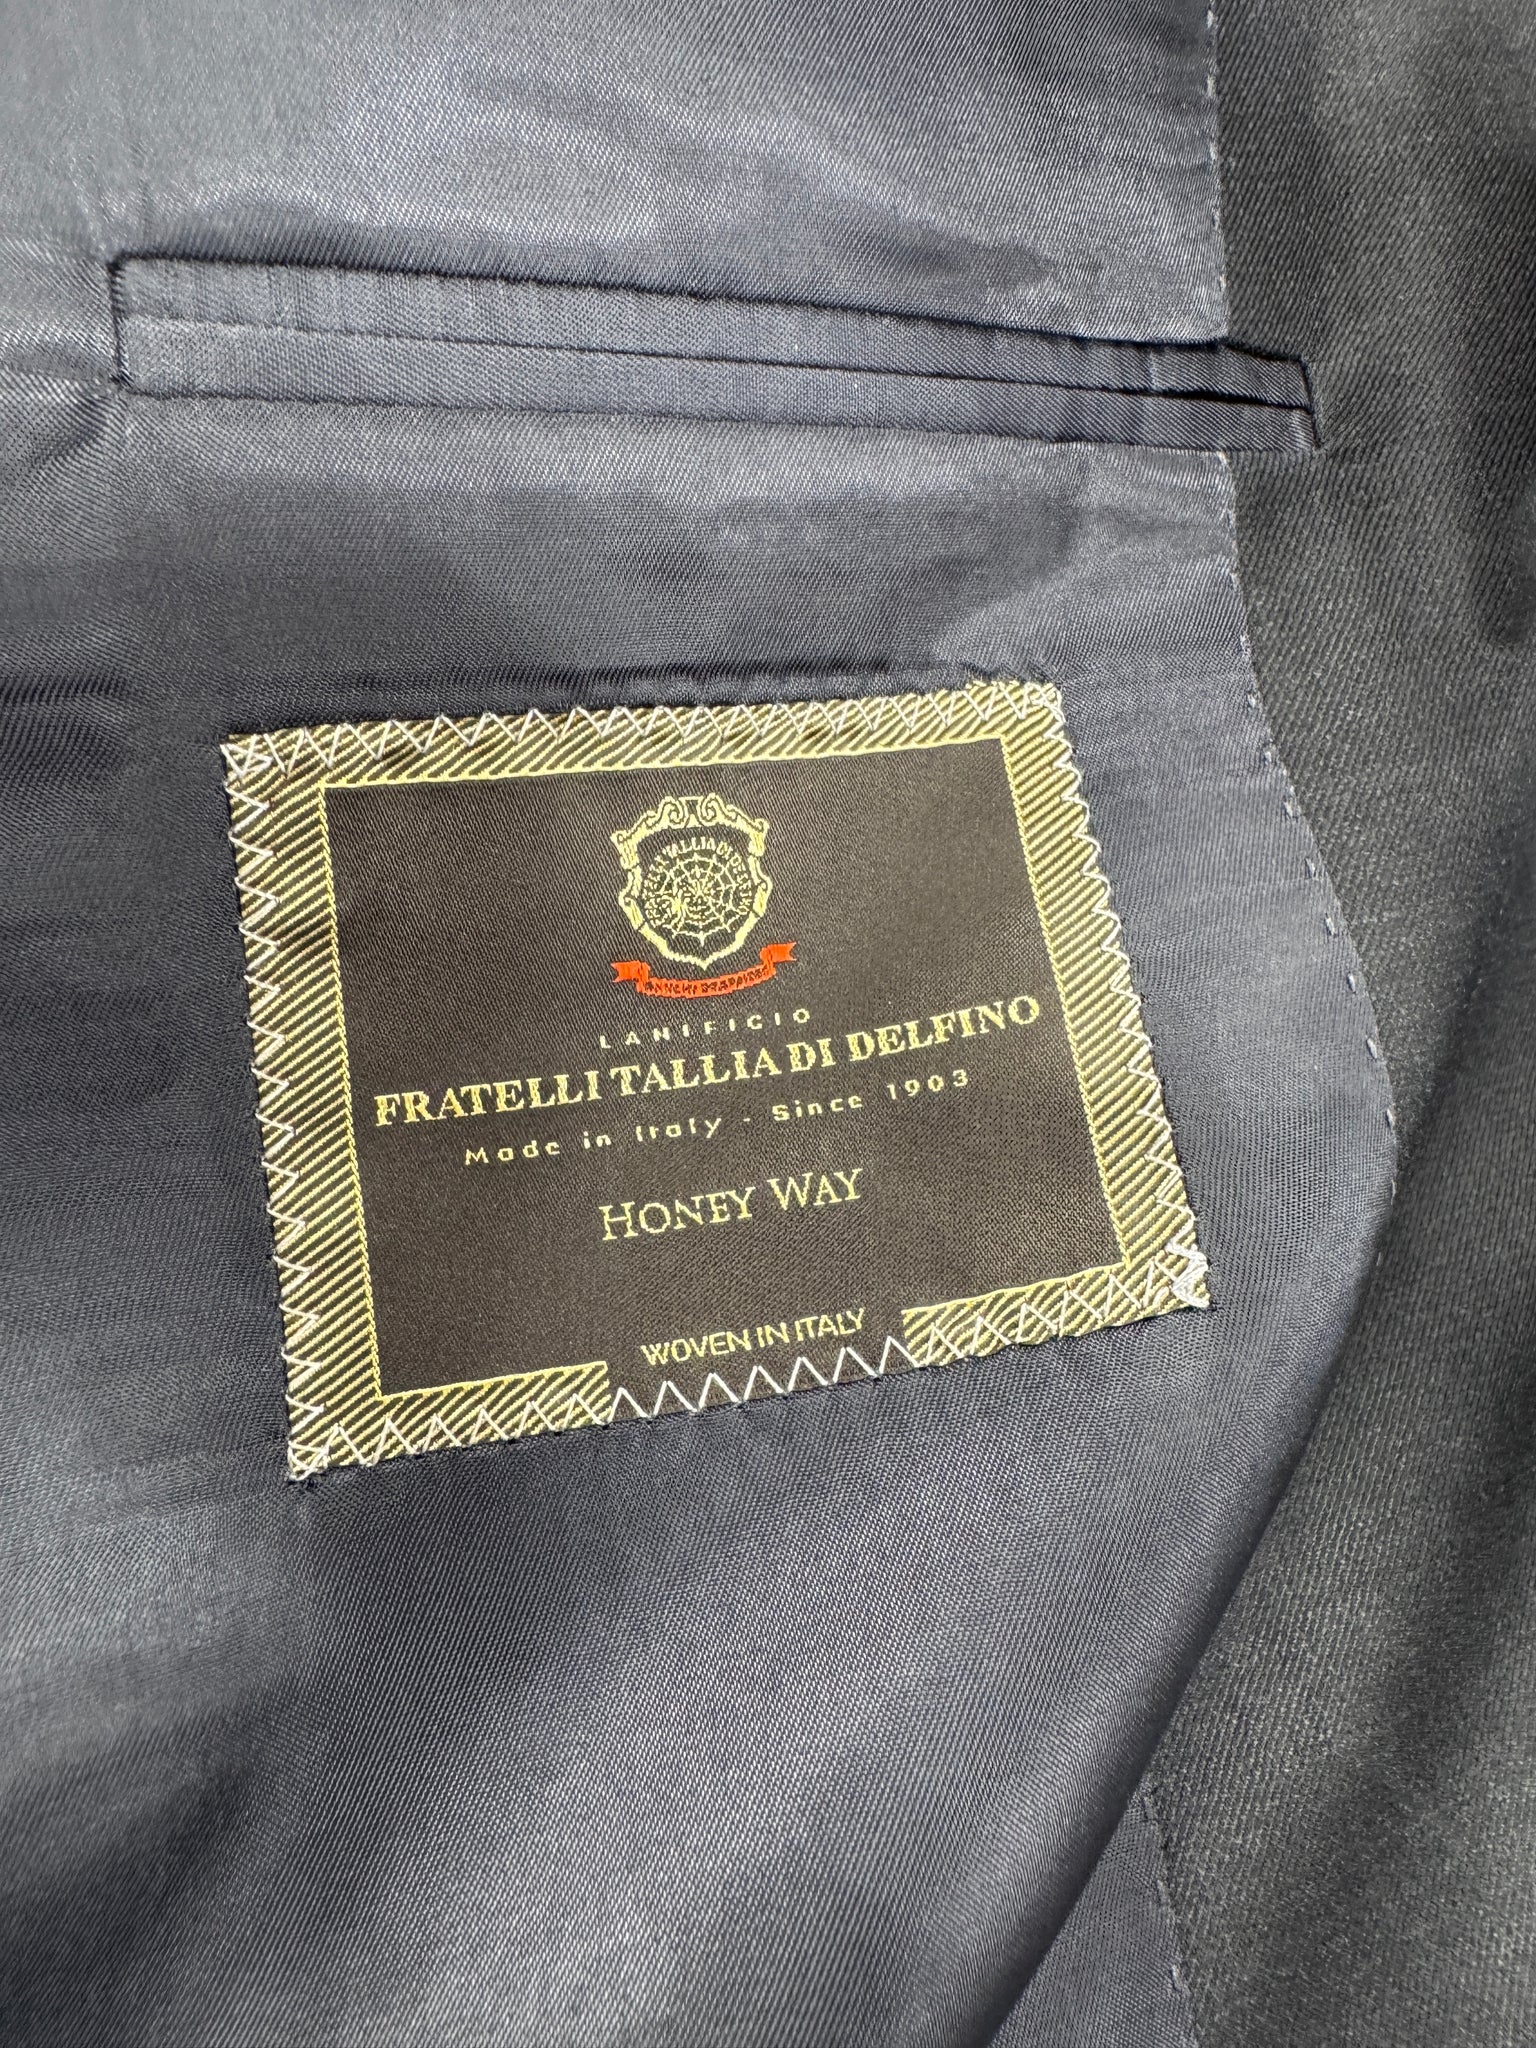 LANIFICIO
FRATELLI TALLIA DI DELFINO
Made in Italy - Since 1903
HONEY WAY
WOVEN IN ITALY